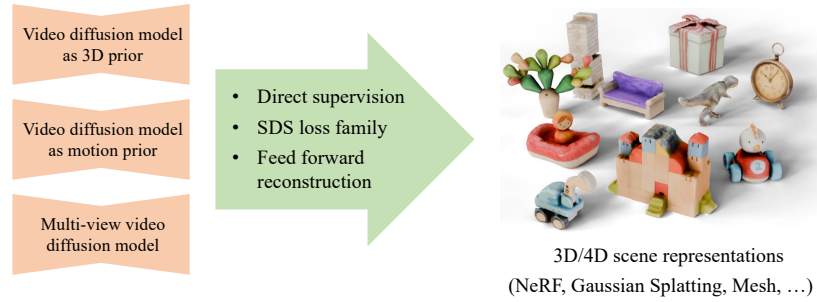 Video diffusion model
as 3D prior
Video diffusion model
as motion prior
Multi-view video
diffusion model
• Direct supervision
• SDS loss family
• Feed forward
reconstruction
3D/4D scene representations
(NeRF, Gaussian Splatting, Mesh, …)